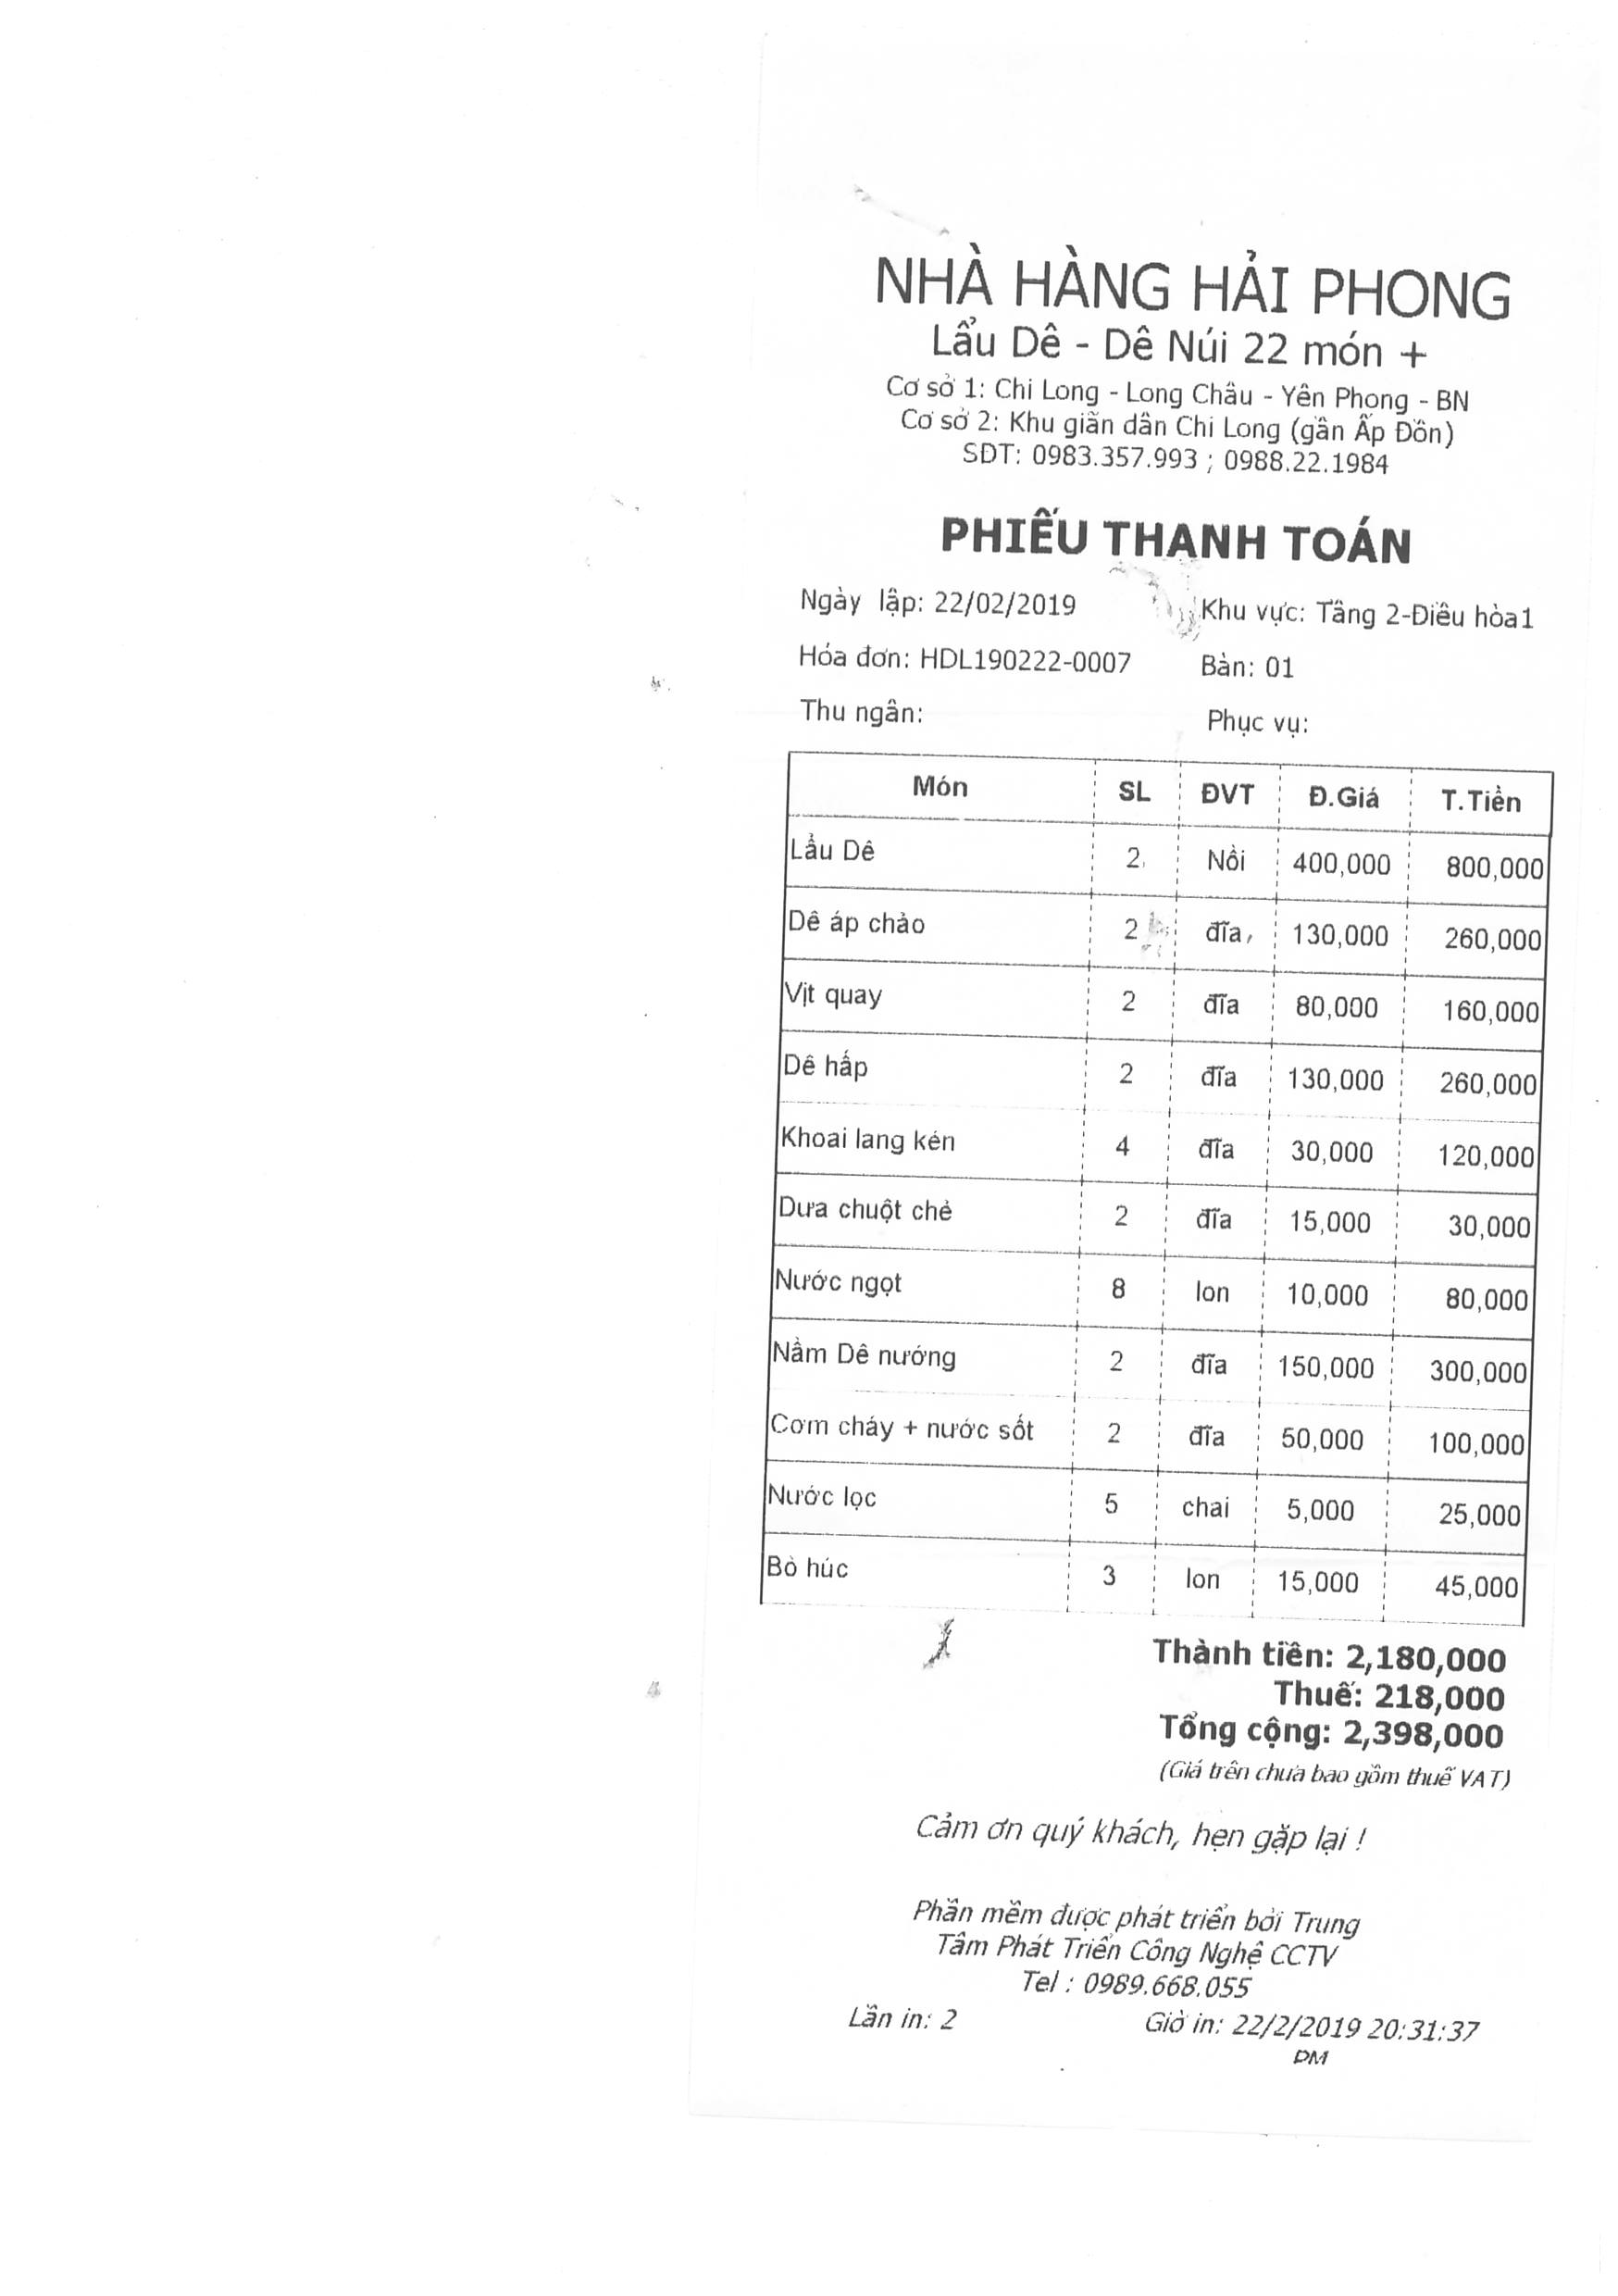 NHÀ HÀNG HẢI PHONG
Lẩu Dê - Dê Núi 22 món +
Cơ sở 1: Chi Long - Long Châu - Yên Phong - BN
Cơ sở 2: Khu giãn dân Chi Long (gần Ấp Đồn)
SĐT: 0983.357.993 ; 0988.22.1984
PHIẾU THANH TOÁN
Ngày lập: 22/02/2019 Khu vực: Tầng 2-Điều hòa1
Hóa đơn: HDL190222-0007 Bàn: 01
Thu ngân: Phục vụ:
Món SL ĐVT Đ.Giá T.Tiền
Lẩu Dê 2 Nồi 400,000 800,000
Dê áp chảo 2 đĩa 130,000 260,000
Vịt quay 2 đĩa 80,000 160,000
Dê hấp 2 đĩa 130,000 260,000
Khoai lang kén 4 đĩa 30,000 120,000
Dưa chuột chẻ 2 đĩa 15,000 30,000
Nước ngọt 8 lon 10,000 80,000
Nầm Dê nướng 2 đĩa 150,000 300,000
Cơm cháy + nước sốt 2 đĩa 50,000 100,000
Nước lọc 5 chai 5,000 25,000
Bò húc 3 lon 15,000 45,000
Thành tiền: 2,180,000
Thuế: 218,000
Tổng cộng: 2,398,000
(Giá trên chưa bao gồm thuế VAT)
Cảm ơn quý khách, hẹn gặp lại !
Phần mềm được phát triển bởi Trung
Tâm Phát Triển Công Nghệ CCTV
Tel : 0989.668.055
Lần in: 2 Giờ in: 22/2/2019 20:31:37
PM